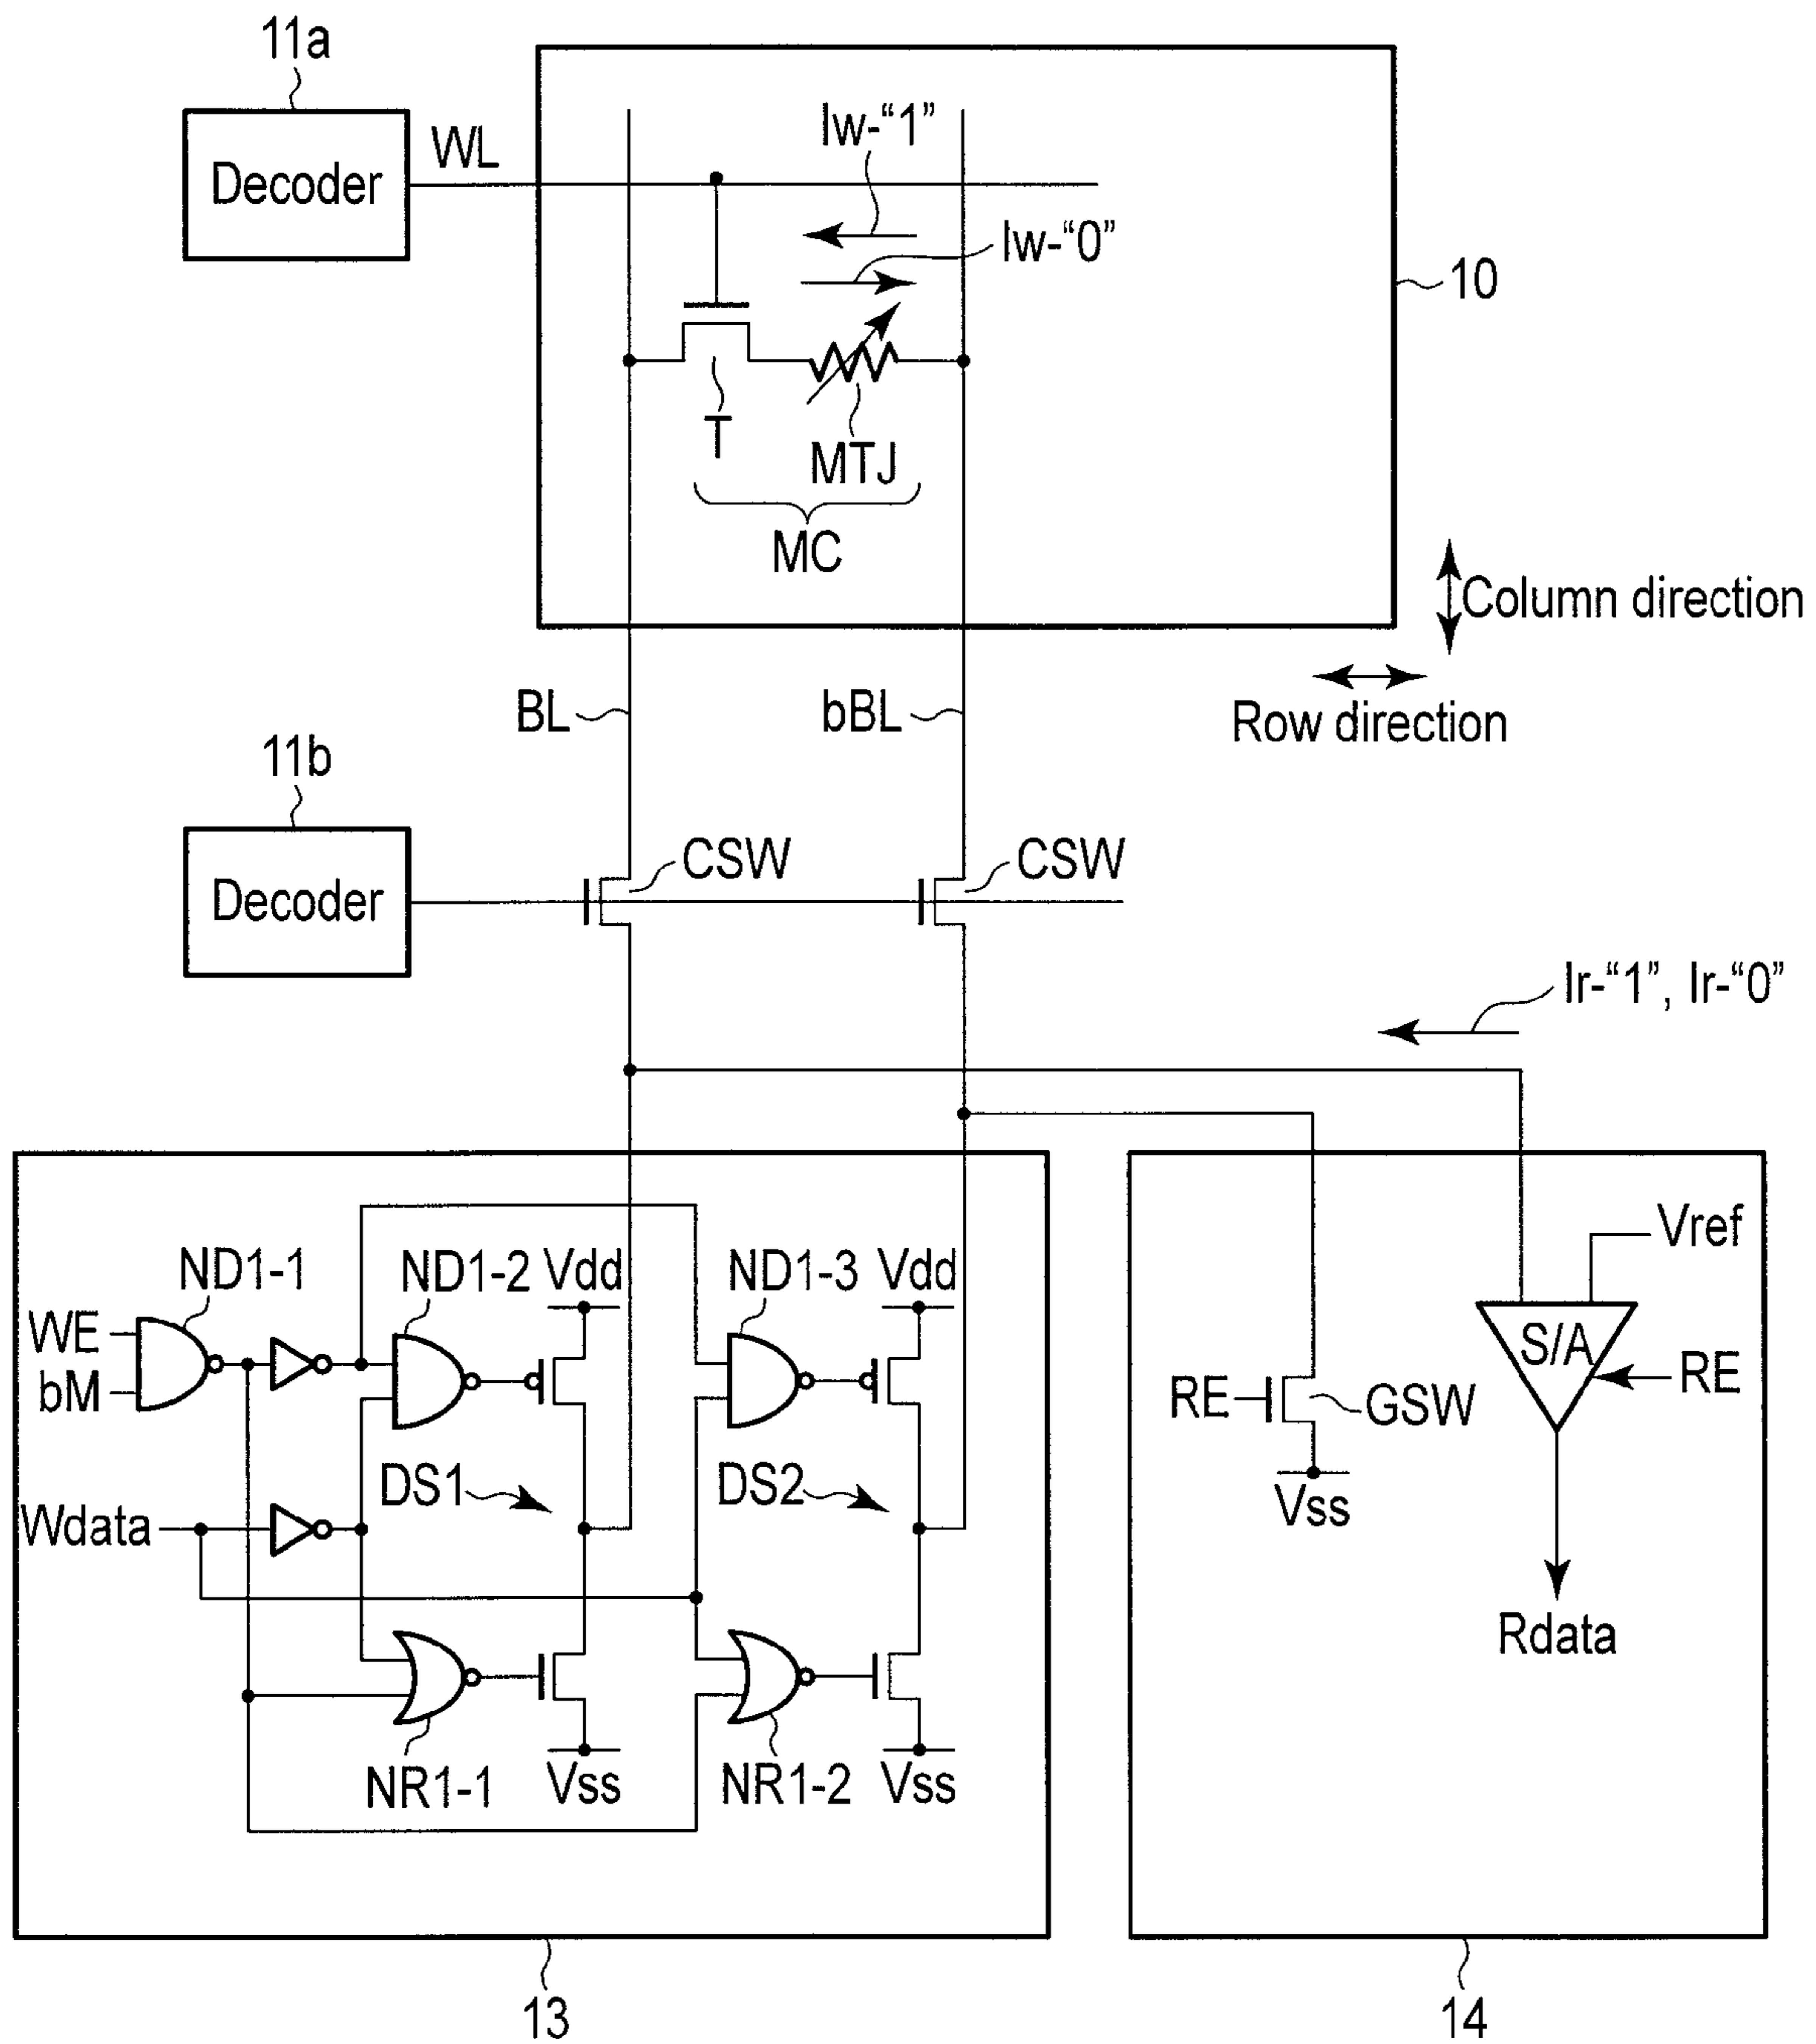 11a
Decoder
WL
Iw-“1”
Iw-“0”
10
T
MTJ
MC
Column direction
Row direction
BL
bBL
11b
Decoder
CSW
CSW
Ir-“1”, Ir-“0”
ND1-1
ND1-2
Vdd
ND1-3
Vdd
WE
bM
DS1
DS2
Wdata
NR1-1
Vss
NR1-2
Vss
Vref
S/A
RE
RE
GSW
Vss
Rdata
13
14